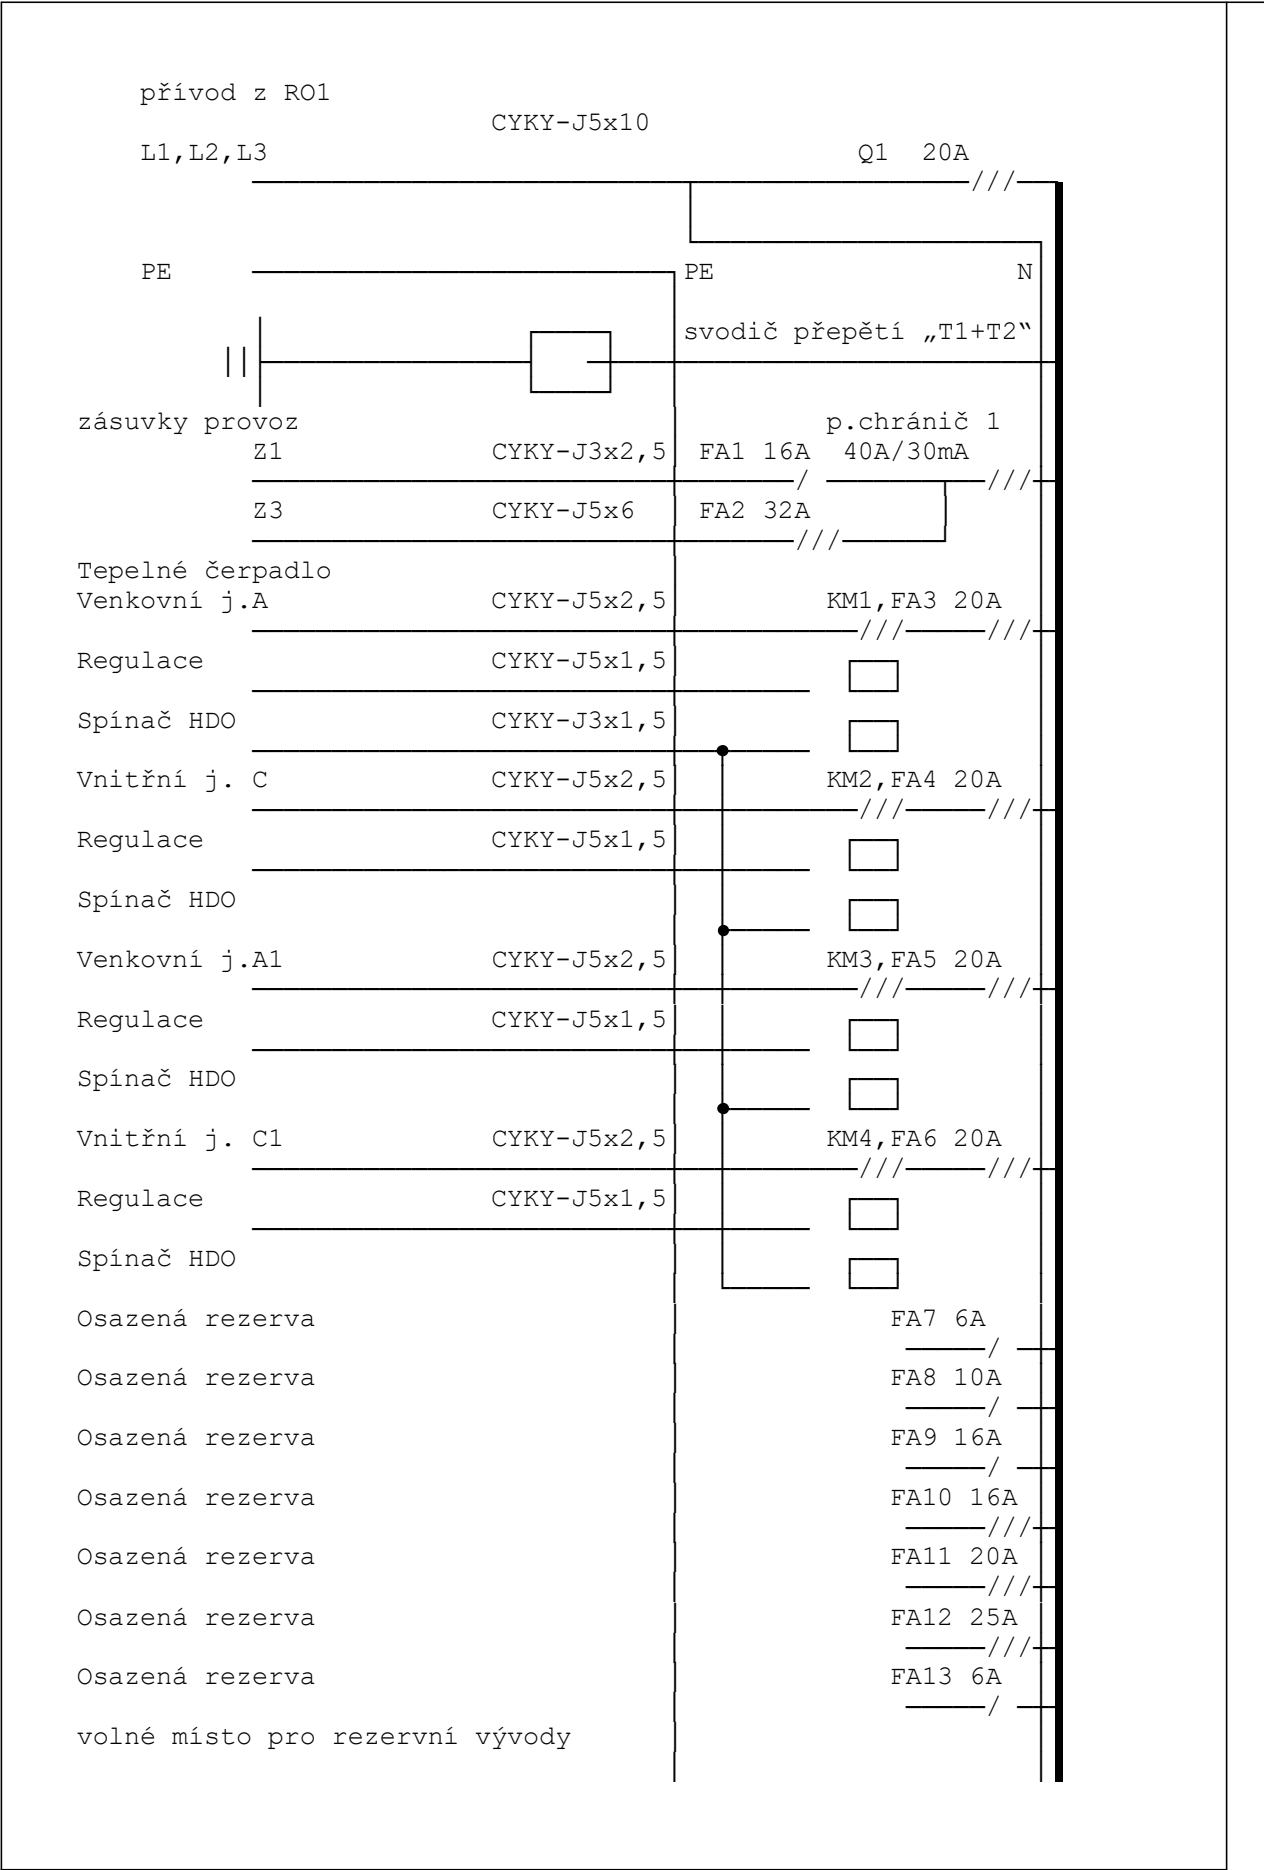 přívod z RO1
CYKY-J5x10
L1,L2,L3 Q1 20A
PE PE N
svodič přepětí „T1+T2“
zásuvky provoz p.chránič 1
Z1 CYKY-J3x2,5 FA1 16A 40A/30mA
Z3 CYKY-J5x6 FA2 32A
Tepelné čerpadlo
Venkovní j.A CYKY-J5x2,5 KM1,FA3 20A
Regulace CYKY-J5x1,5
Spínač HDO CYKY-J3x1,5
Vnitřní j. C CYKY-J5x2,5 KM2,FA4 20A
Regulace CYKY-J5x1,5
Spínač HDO
Venkovní j.A1 CYKY-J5x2,5 KM3,FA5 20A
Regulace CYKY-J5x1,5
Spínač HDO
Vnitřní j. C1 CYKY-J5x2,5 KM4,FA6 20A
Regulace CYKY-J5x1,5
Spínač HDO
Osazená rezerva FA7 6A
Osazená rezerva FA8 10A
Osazená rezerva FA9 16A
Osazená rezerva FA10 16A
Osazená rezerva FA11 20A
Osazená rezerva FA12 25A
Osazená rezerva FA13 6A
volné místo pro rezervní vývody